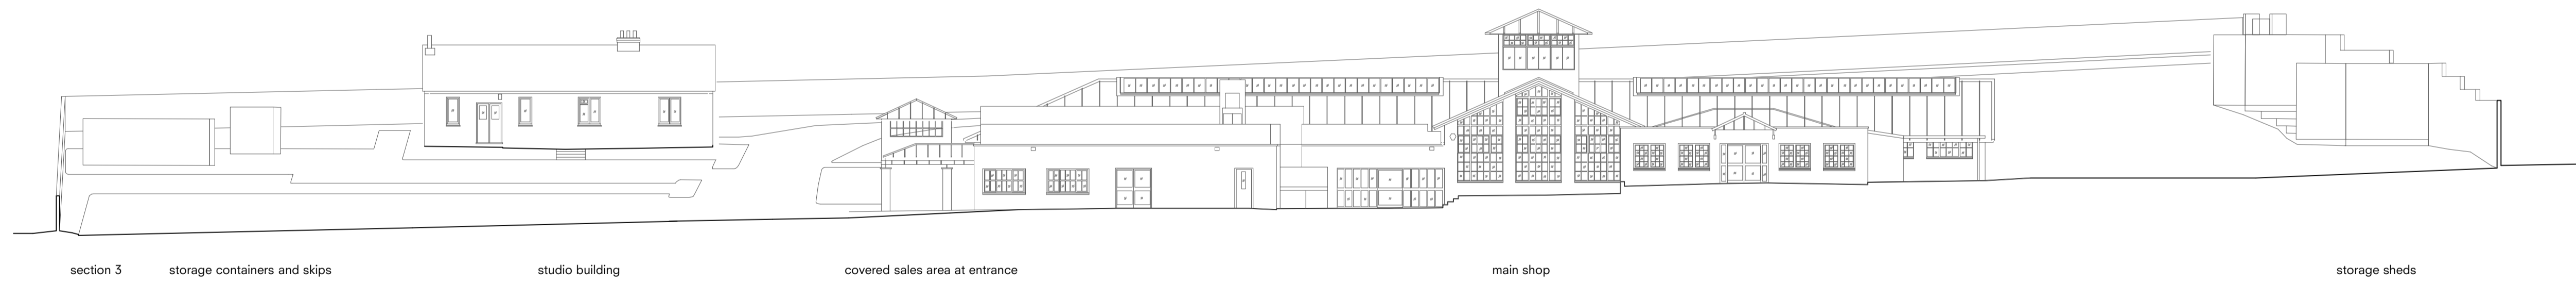 section 3 storage containers and skips studio building covered sales area at entrance main shop storage sheds